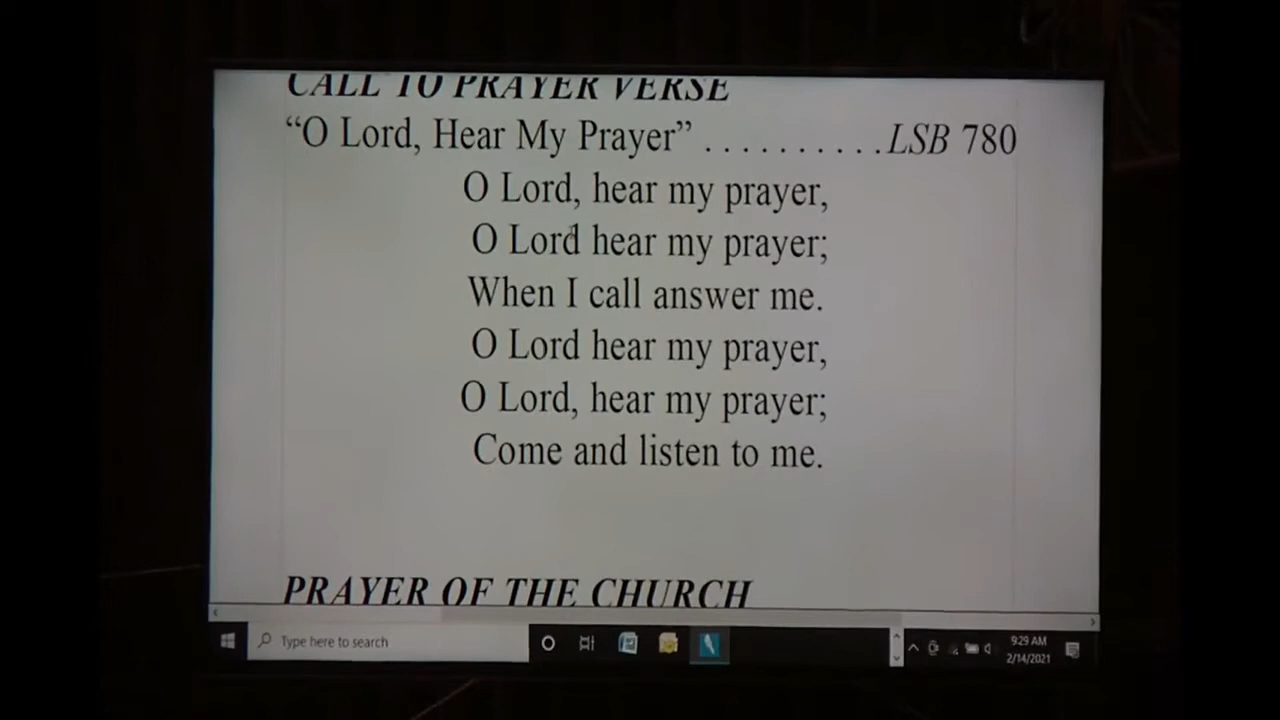 CALL TO PRAYER VERSE
“O Lord, Hear My Prayer” . . . . . . . . . . LSB 780
O Lord, hear my prayer,
O Lord hear my prayer;
When I call answer me.
O Lord hear my prayer,
O Lord, hear my prayer;
Come and listen to me.
PRAYER OF THE CHURCH
Type here to search
9:29 AM
2/14/2021